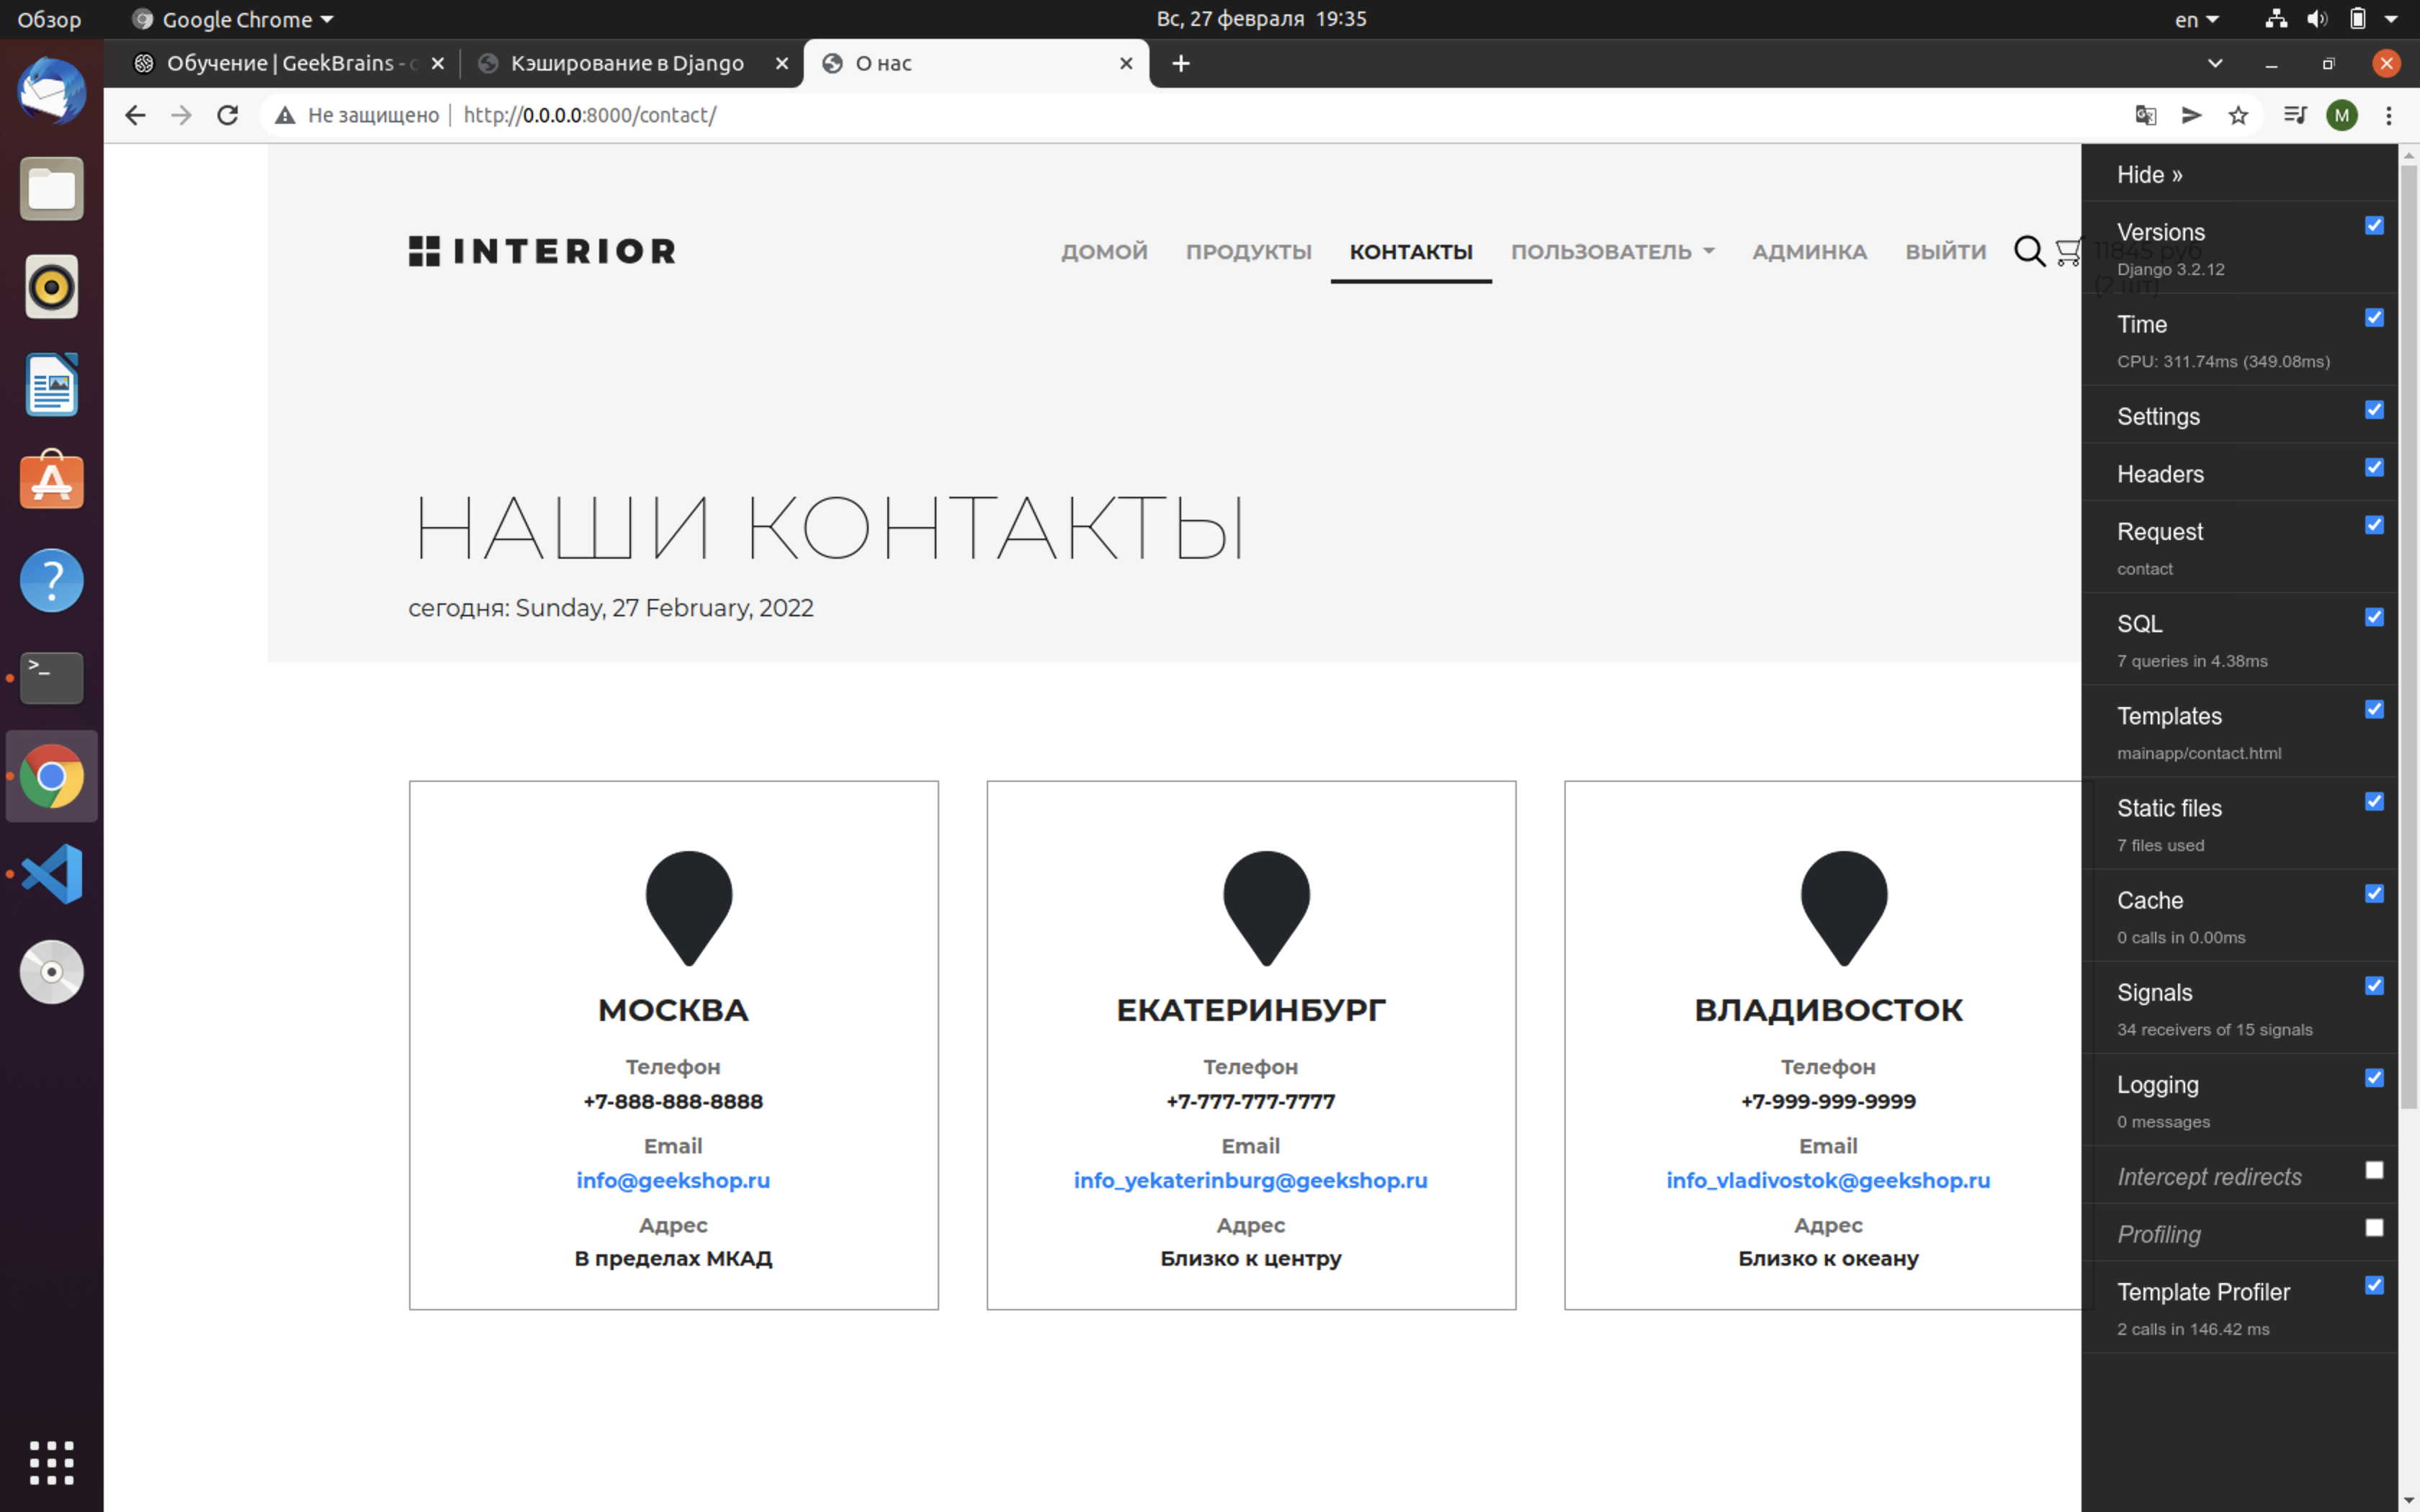 Обзор
Google Chrome
Вс, 27 февраля 19:35
en
Обучение | GeekBrains -
Кэширование в Django
О нас
Не защищено
http://0.0.0.0:8000/contact/
M
INTERIOR
ДОМОЙ
ПРОДУКТЫ
КОНТАКТЫ
ПОЛЬЗОВАТЕЛЬ
АДМИНКА
ВЫЙТИ
11845 руб
(2 шт)
НАШИ КОНТАКТЫ
сегодня: Sunday, 27 February, 2022
МОСКВА
Телефон
+7-888-888-8888
Email
info@geekshop.ru
Адрес
В пределах МКАД
ЕКАТЕРИНБУРГ
Телефон
+7-777-777-7777
Email
info_yekaterinburg@geekshop.ru
Адрес
Близко к центру
ВЛАДИВОСТОК
Телефон
+7-999-999-9999
Email
info_vladivostok@geekshop.ru
Адрес
Близко к океану
Hide »
Versions
Django 3.2.12
Time
CPU: 311.74ms (349.08ms)
Settings
Headers
Request
contact
SQL
7 queries in 4.38ms
Templates
mainapp/contact.html
Static files
7 files used
Cache
0 calls in 0.00ms
Signals
34 receivers of 15 signals
Logging
0 messages
Intercept redirects
Profiling
Template Profiler
2 calls in 146.42 ms